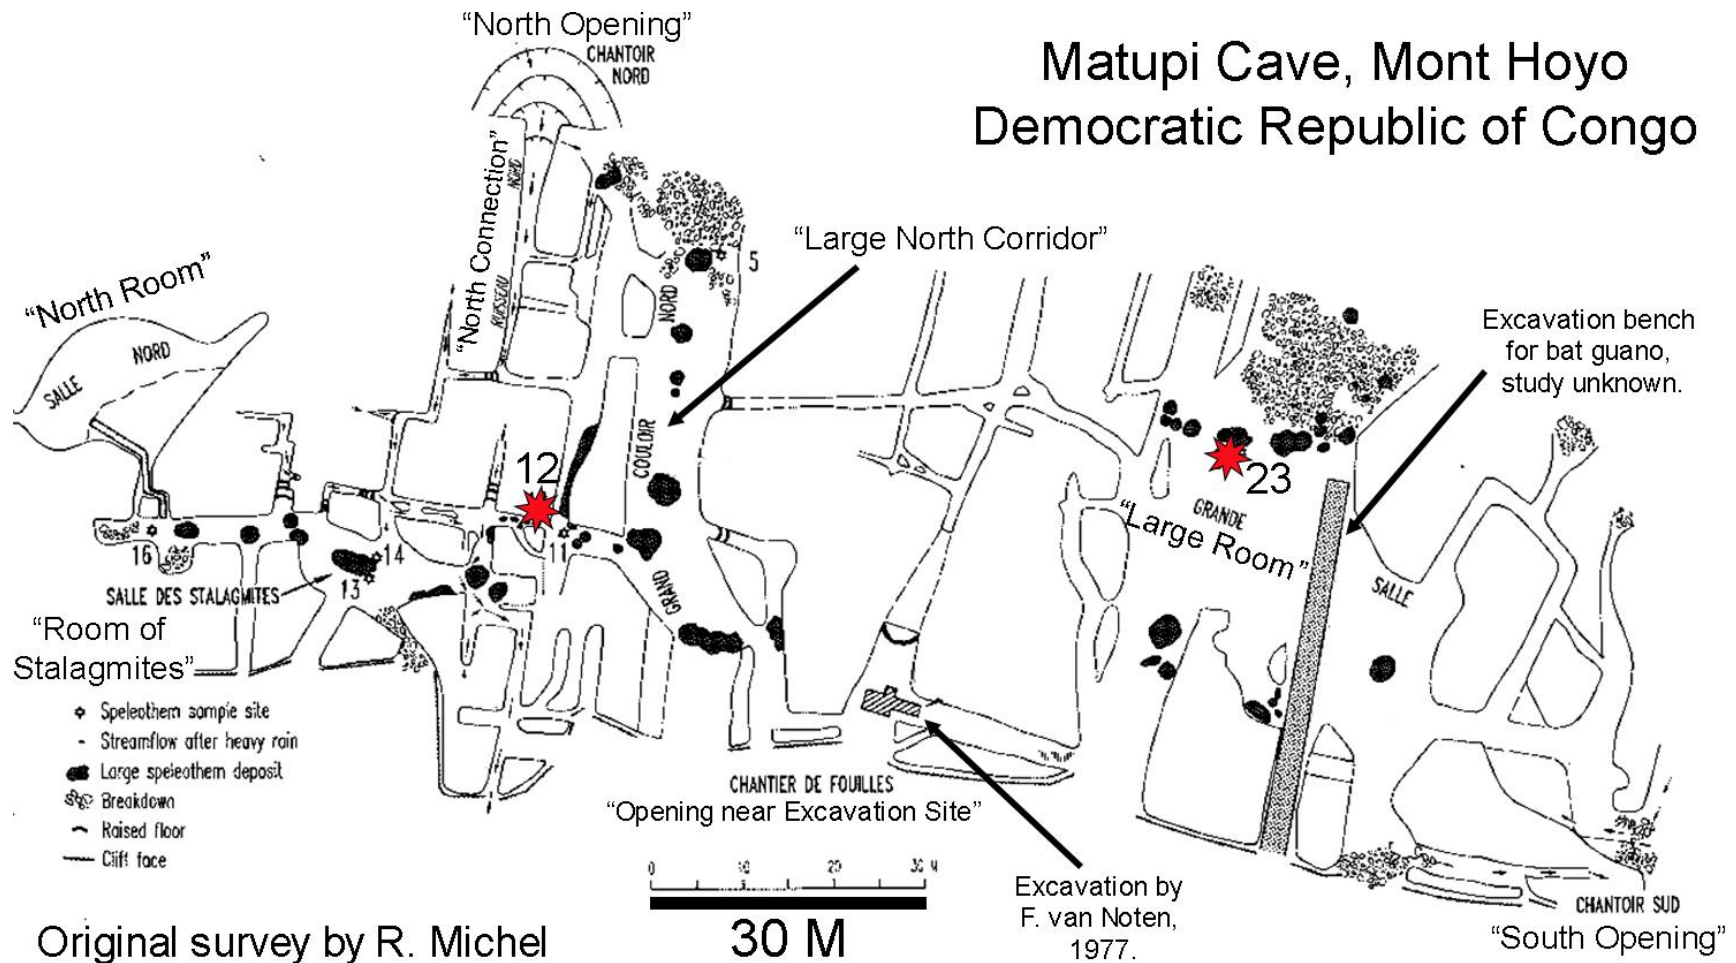 “North Opening”
CHANTOIR
NORD
Matupi Cave, Mont Hoyo
Democratic Republic of Congo
“North Connection”
NORD
RUISSEAU
“North Room”
SALLE NORD
“Large North Corridor”
5
NORD
COULOIR
GRAND
Excavation bench
for bat guano,
study unknown.
12
23
GRANDE
“Large Room”
SALLE
11
14
13
16
SALLE DES STALAGMITES
“Room of
Stalagmites”
Speleothem sample site
Streamflow after heavy rain
Large speleothem deposit
Breakdown
Raised floor
Cliff face
CHANTIER DE FOUILLES
“Opening near Excavation Site”
0 10 20 30 M
30 M
Excavation by
F. van Noten,
1977.
CHANTOIR SUD
“South Opening”
Original survey by R. Michel